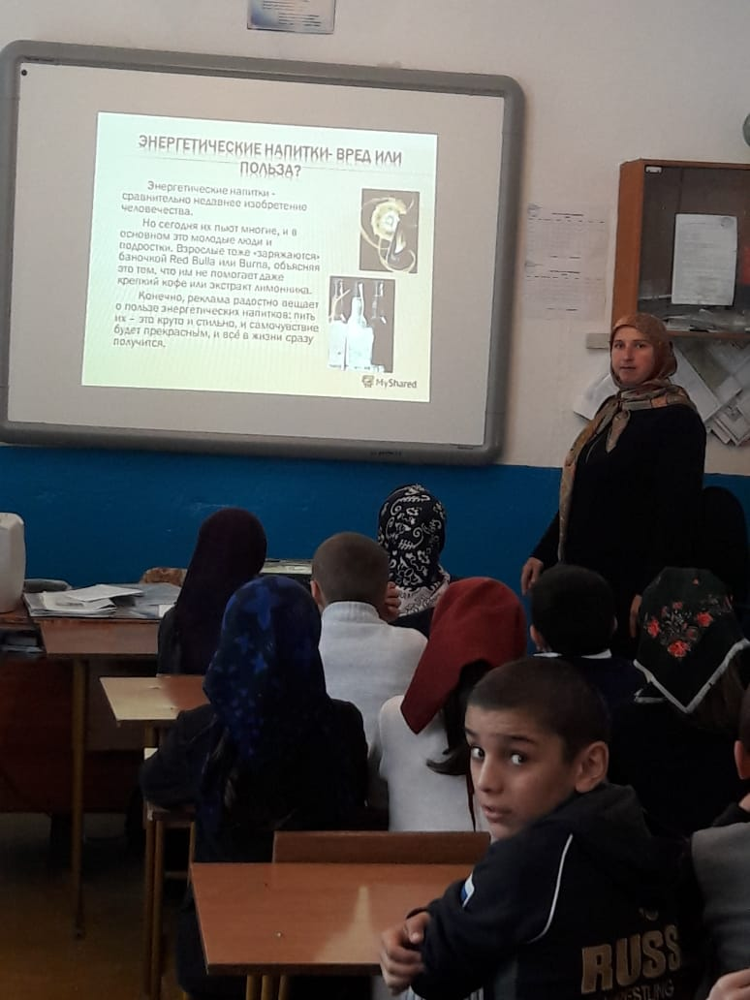 ЭНЕРГЕТИЧЕСКИЕ НАПИТКИ- ВРЕД ИЛИ
ПОЛЬЗА?
Энергетические напитки -
сравнительно недавнее изобретение
человечества.
Но сегодня их пьют многие, и в
основном это молодые люди и
подростки. Взрослые тоже «заряжаются»
баночкой Red Bullа или Burnа, объясняя
это тем, что им не помогает даже
крепкий кофе или экстракт лимонника.
Конечно, реклама радостно вещает
о пользе энергетических напитков: пить
их – это круто и стильно, и самочувствие
будет прекрасным, и всё в жизни сразу
получится.
MyShared
RUSS